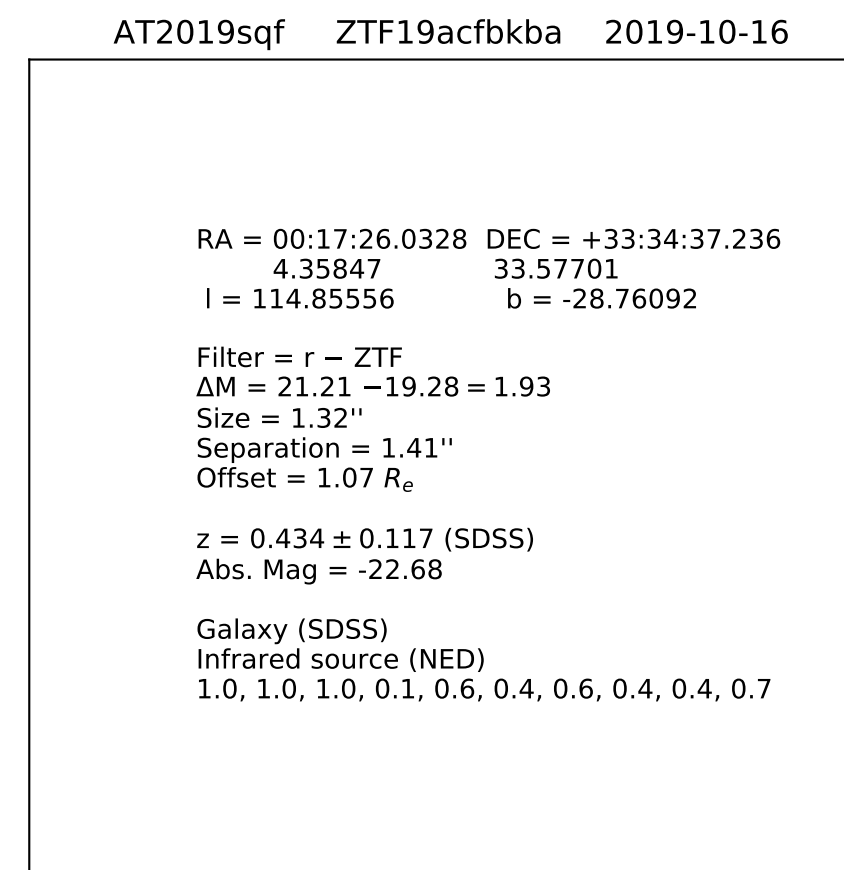 AT2019sqf ZTF19acfbkba 2019-10-16
RA = 00:17:26.0328 DEC = +33:34:37.236
4.35847 33.57701
l = 114.85556 b = -28.76092
Filter = r − ZTF
ΔM = 21.21 −19.28 = 1.93
Size = 1.32''
Separation = 1.41''
Offset = 1.07 Rₑ
z = 0.434 ± 0.117 (SDSS)
Abs. Mag = -22.68
Galaxy (SDSS)
Infrared source (NED)
1.0, 1.0, 1.0, 0.1, 0.6, 0.4, 0.6, 0.4, 0.4, 0.7